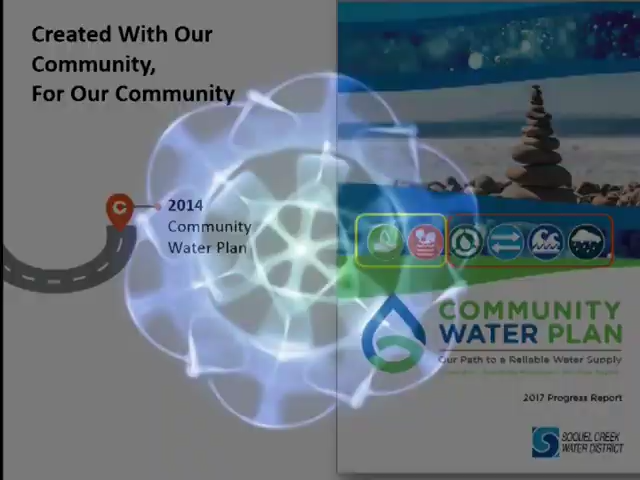 Created With Our
Community,
For Our Community
2014
Community
Water Plan
COMMUNITY
WATER PLAN
Our Path to a Reliable Water Supply
2017 Progress Report
SOQUEL CREEK
WATER DISTRICT